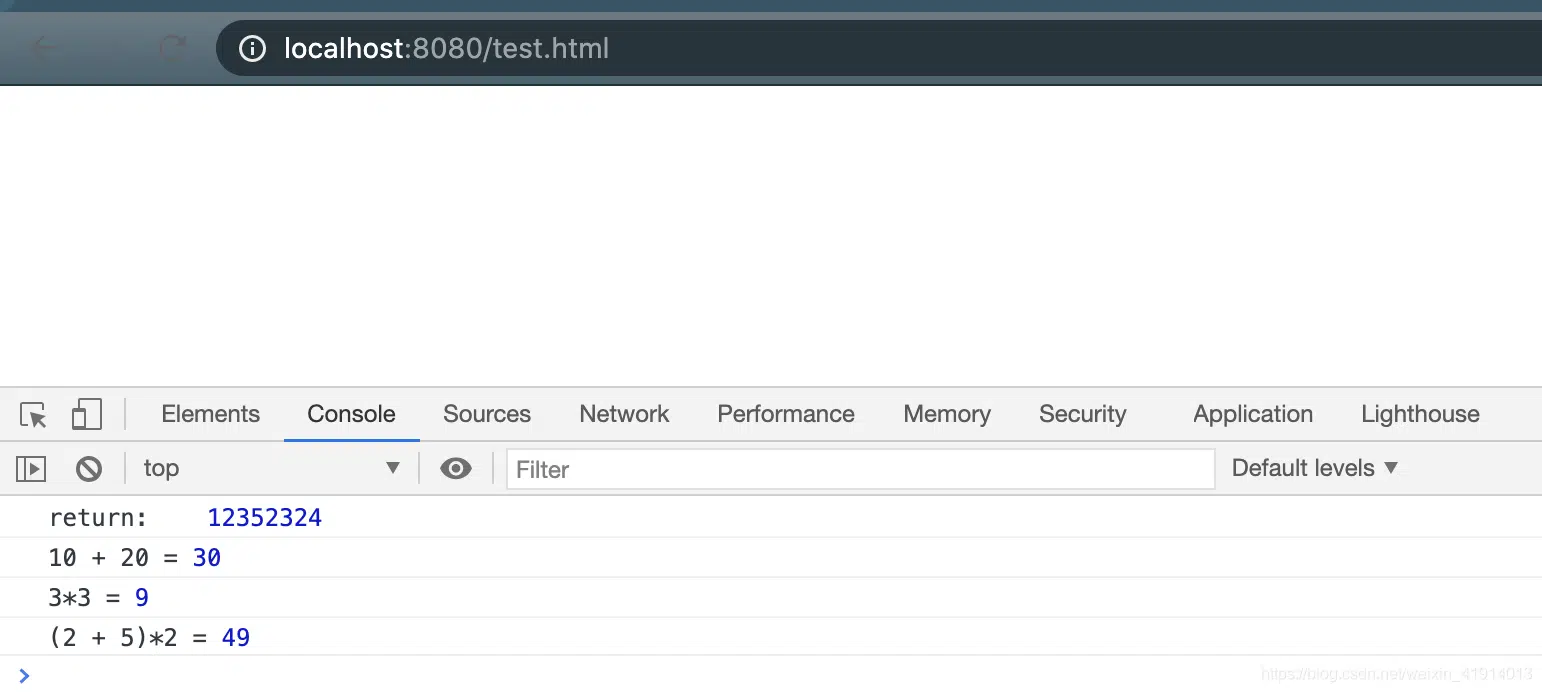 localhost:8080/test.html
Elements Console Sources Network Performance Memory Security Application Lighthouse
top Filter Default levels
return: 12352324
10 + 20 = 30
3*3 = 9
(2 + 5)*2 = 49
https://blog.csdn.net/weixin_41914013